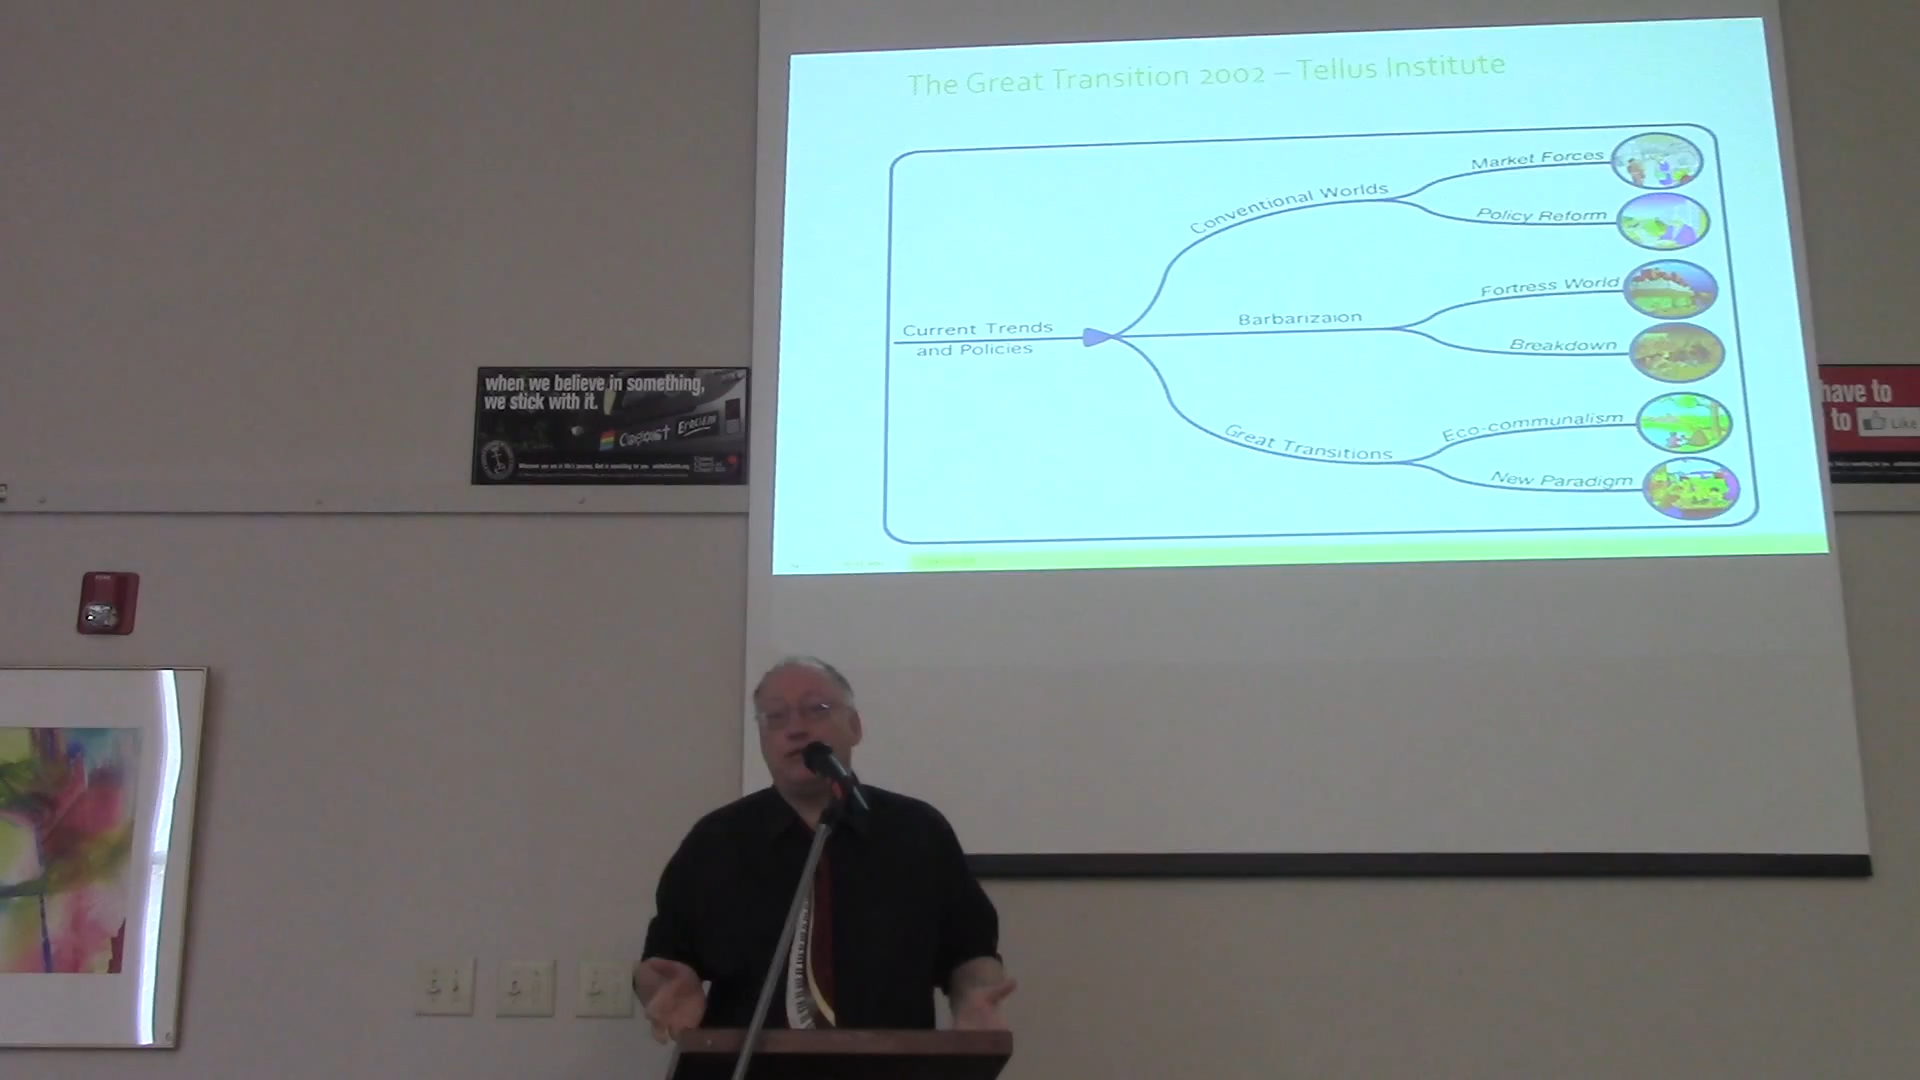 The Great Transition 2002 – Tellus Institute
Market Forces
Conventional Worlds
Policy Reform
Fortress World
Barbarizaion
Current Trends
and Policies
Breakdown
Eco-communalism
Great Transitions
New Paradigm
when we believe in something,
we stick with it.
Coexist
have to
to Like